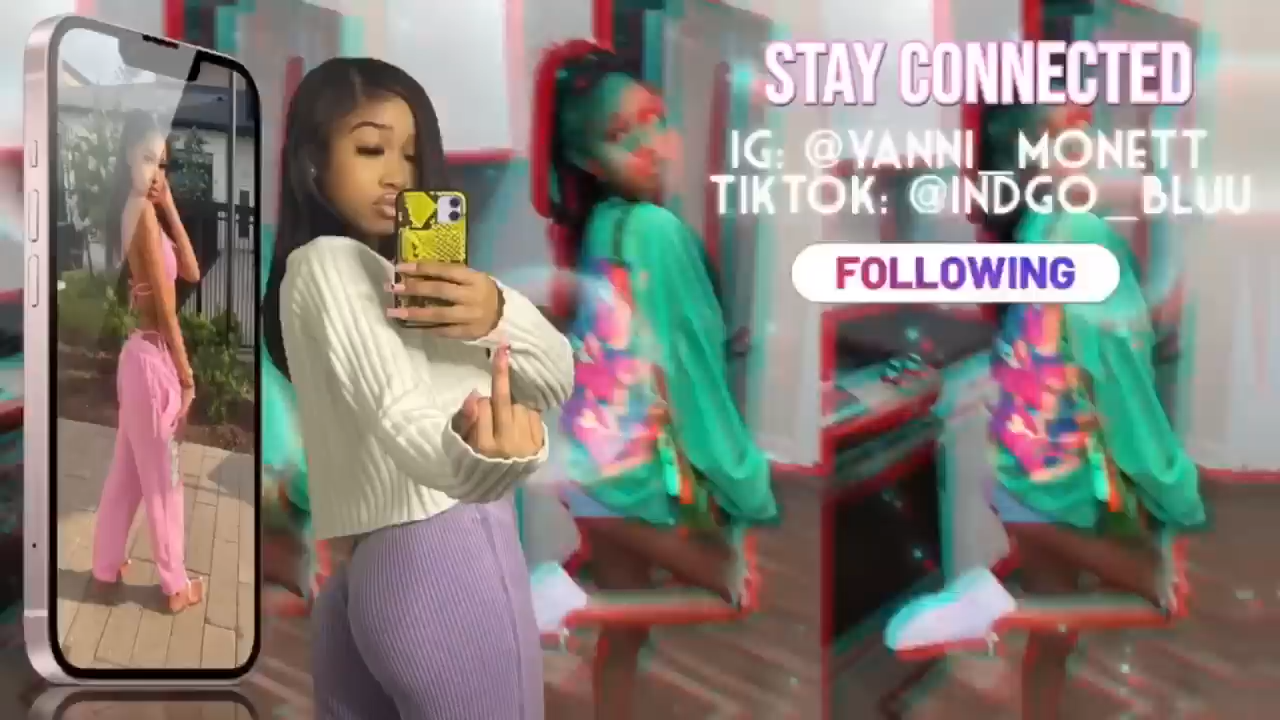 STAY CONNECTED
IG: @YANNI_MONETT
TIKTOK: @INDGO_BLUU
FOLLOWING